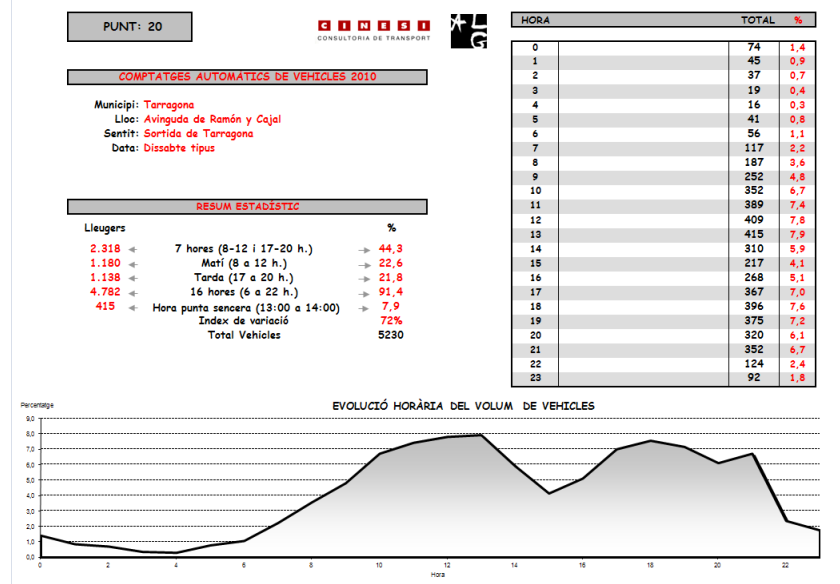 PUNT: 20
CINESI
CONSULTORIA DE TRANSPORT
ALG
COMPTATGES AUTOMÁTICS DE VEHICLES 2010
Municipi: Tarragona
Lloc: Avinguda de Ramón y Cajal
Sentit: Sortida de Tarragona
Data: Dissabte tipus
RESUM ESTADÍSTIC
Lleugers %
2.318 7 hores (8-12 i 17-20 h.) 44,3
1.180 Matí (8 a 12 h.) 22,6
1.138 Tarda (17 a 20 h.) 21,8
4.782 16 hores (6 a 22 h.) 91,4
415 Hora punta sencera (13:00 a 14:00) 7,9
Index de variació 72%
Total Vehicles 5230
HORA TOTAL %
0 74 1,4
1 45 0,9
2 37 0,7
3 19 0,4
4 16 0,3
5 41 0,8
6 56 1,1
7 117 2,2
8 187 3,6
9 252 4,8
10 352 6,7
11 389 7,4
12 409 7,8
13 415 7,9
14 310 5,9
15 217 4,1
16 268 5,1
17 367 7,0
18 396 7,6
19 375 7,2
20 320 6,1
21 352 6,7
22 124 2,4
23 92 1,8
EVOLUCIÓ HORÀRIA DEL VOLUM DE VEHICLES
Percentatge
9,0
8,0
7,0
6,0
5,0
4,0
3,0
2,0
1,0
0,0
0 2 4 6 8 10 12 14 16 18 20 22
Hora